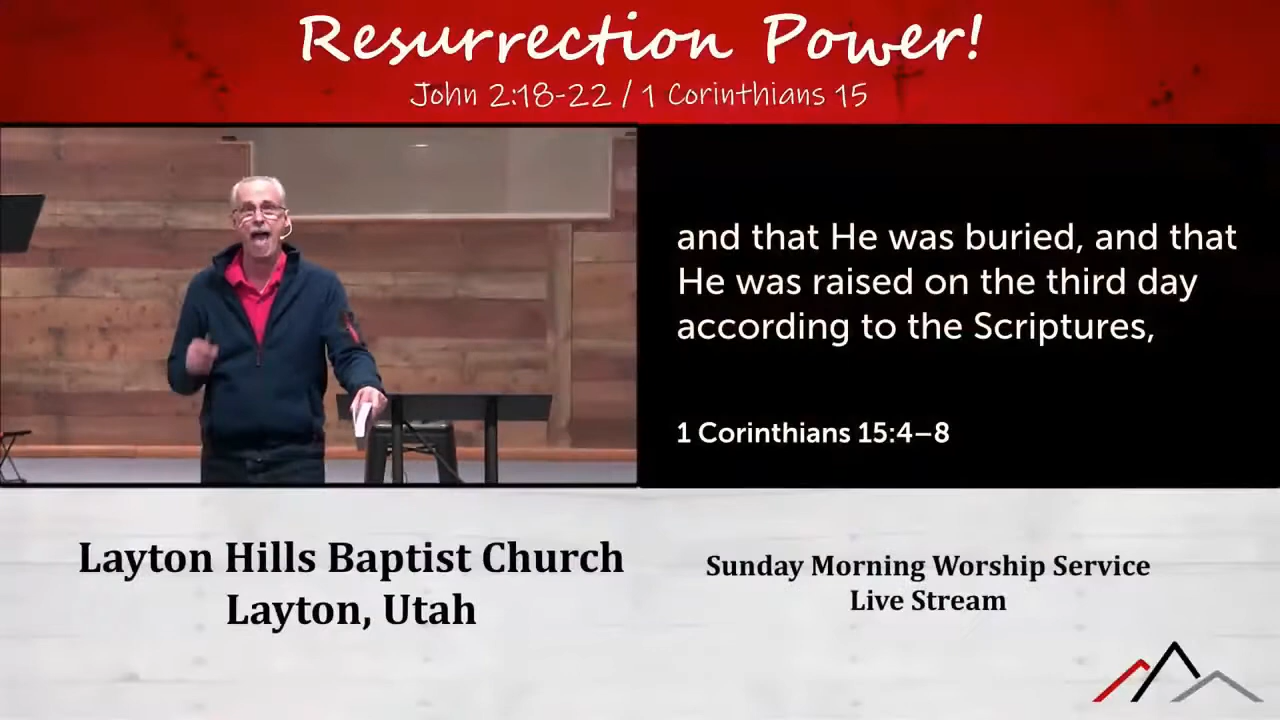 Resurrection Power!
John 2:18-22 / 1 Corinthians 15
and that He was buried, and that
He was raised on the third day
according to the Scriptures,
1 Corinthians 15:4–8
Layton Hills Baptist Church
Layton, Utah
Sunday Morning Worship Service
Live Stream